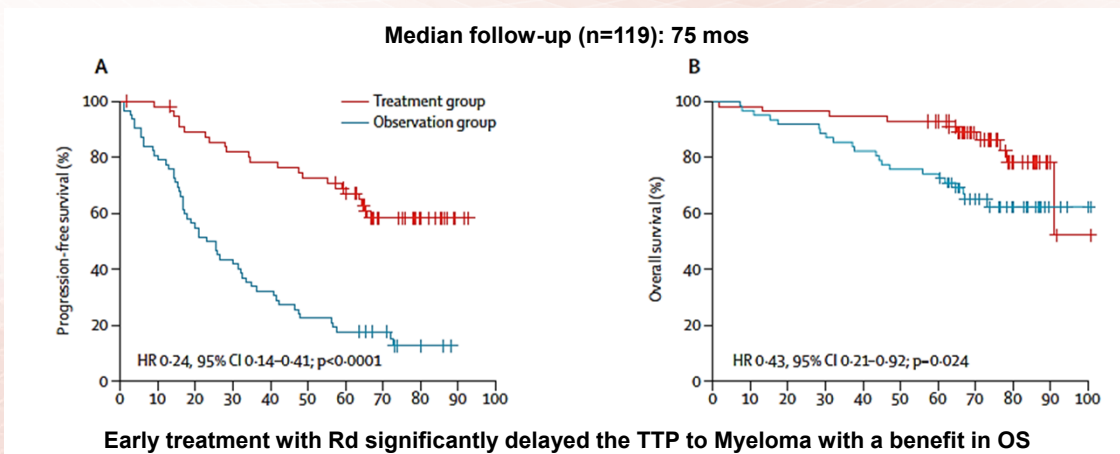 Median follow-up (n=119): 75 mos
A
Progression-free survival (%)
100
80
60
40
20
0
Treatment group
Observation group
HR 0·24, 95% CI 0·14–0·41; p<0·0001
0 10 20 30 40 50 60 70 80 90 100
B
Overall survival (%)
100
80
60
40
20
0
HR 0·43, 95% CI 0·21–0·92; p=0·024
0 10 20 30 40 50 60 70 80 90 100
Early treatment with Rd significantly delayed the TTP to Myeloma with a benefit in OS